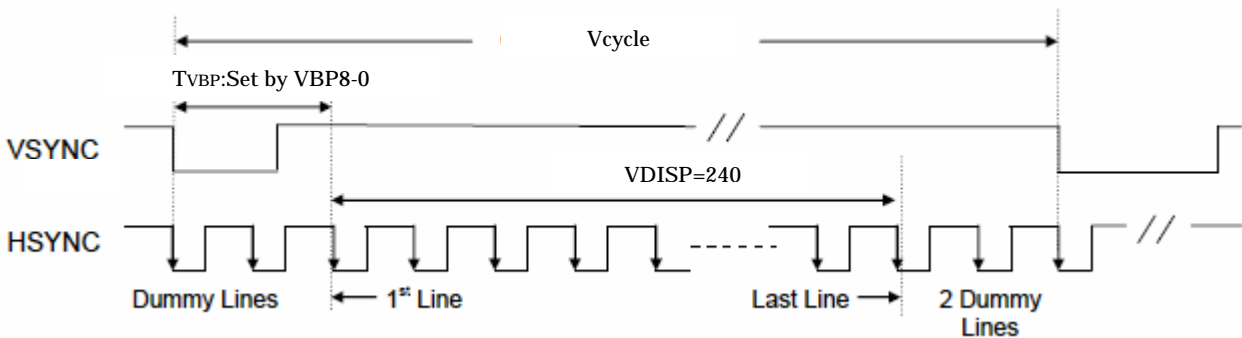 Vcycle
TVBP:Set by VBP8-0
VSYNC
VDISP=240
HSYNC
Dummy Lines
1st Line
Last Line
2 Dummy
Lines